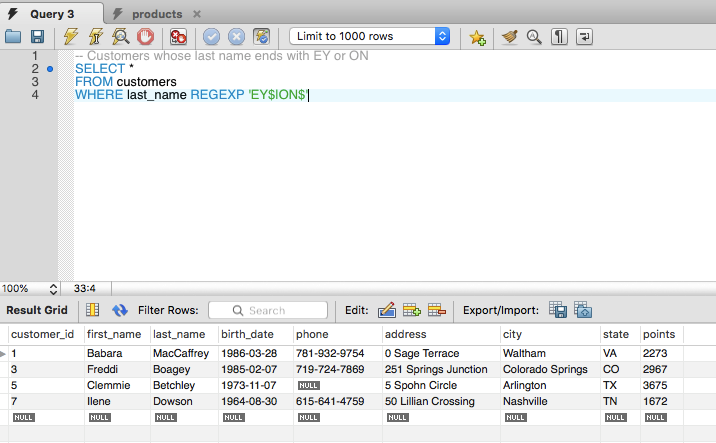 Query 3 products
Limit to 1000 rows
1 -- Customers whose last name ends with EY or ON
2 SELECT *
3 FROM customers
4 WHERE last_name REGEXP 'EY$|ON$'
100% 33:4
Result Grid Filter Rows: Search Edit: Export/Import:
customer_id first_name last_name birth_date phone address city state points
1 Babara MacCaffrey 1986-03-28 781-932-9754 0 Sage Terrace Waltham VA 2273
3 Freddi Boagey 1985-02-07 719-724-7869 251 Springs Junction Colorado Springs CO 2967
5 Clemmie Betchley 1973-11-07 NULL 5 Spohn Circle Arlington TX 3675
7 Ilene Dowson 1964-08-30 615-641-4759 50 Lillian Crossing Nashville TN 1672
NULL NULL NULL NULL NULL NULL NULL NULL NULL